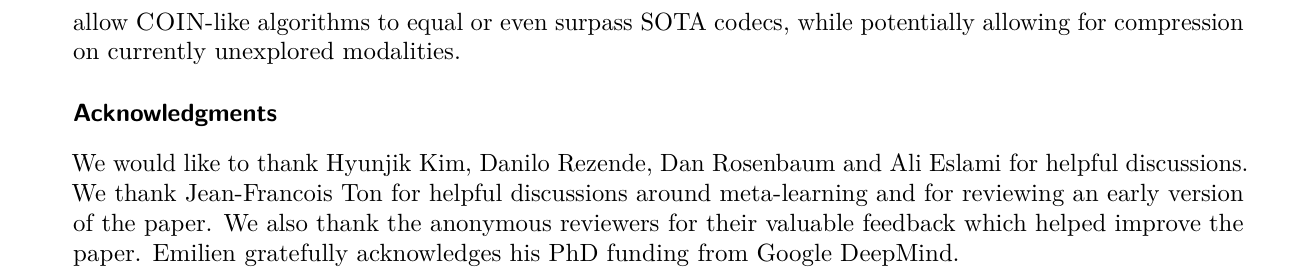 allow COIN-like algorithms to equal or even surpass SOTA codecs, while potentially allowing for compression
on currently unexplored modalities.
Acknowledgments
We would like to thank Hyunjik Kim, Danilo Rezende, Dan Rosenbaum and Ali Eslami for helpful discussions.
We thank Jean-Francois Ton for helpful discussions around meta-learning and for reviewing an early version
of the paper. We also thank the anonymous reviewers for their valuable feedback which helped improve the
paper. Emilien gratefully acknowledges his PhD funding from Google DeepMind.